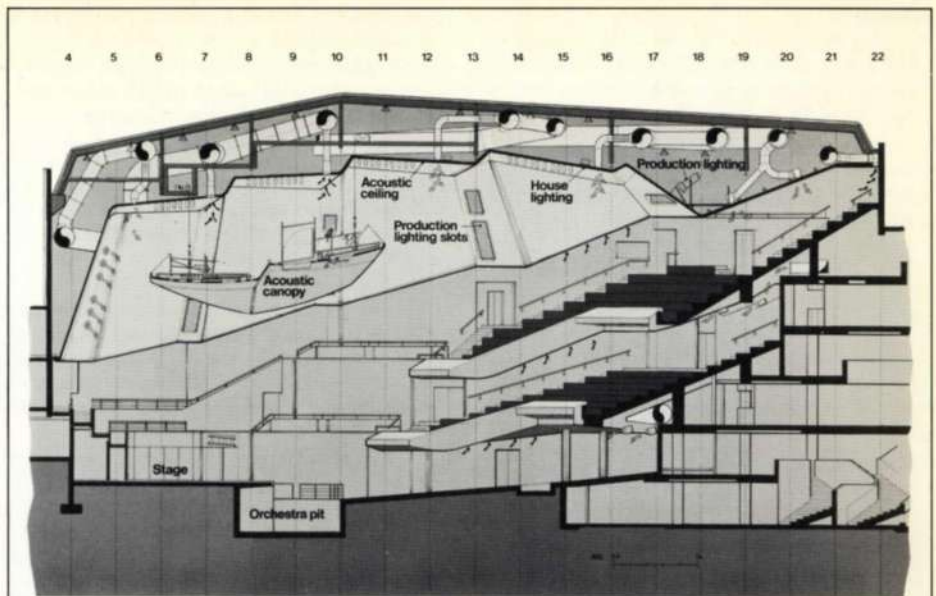 4 5 6 7 8 9 10 11 12 13 14 15 16 17 18 19 20 21 22
Production lighting
Acoustic
ceiling
House
lighting
Production
lighting slots
Acoustic
canopy
Stage
Orchestra pit